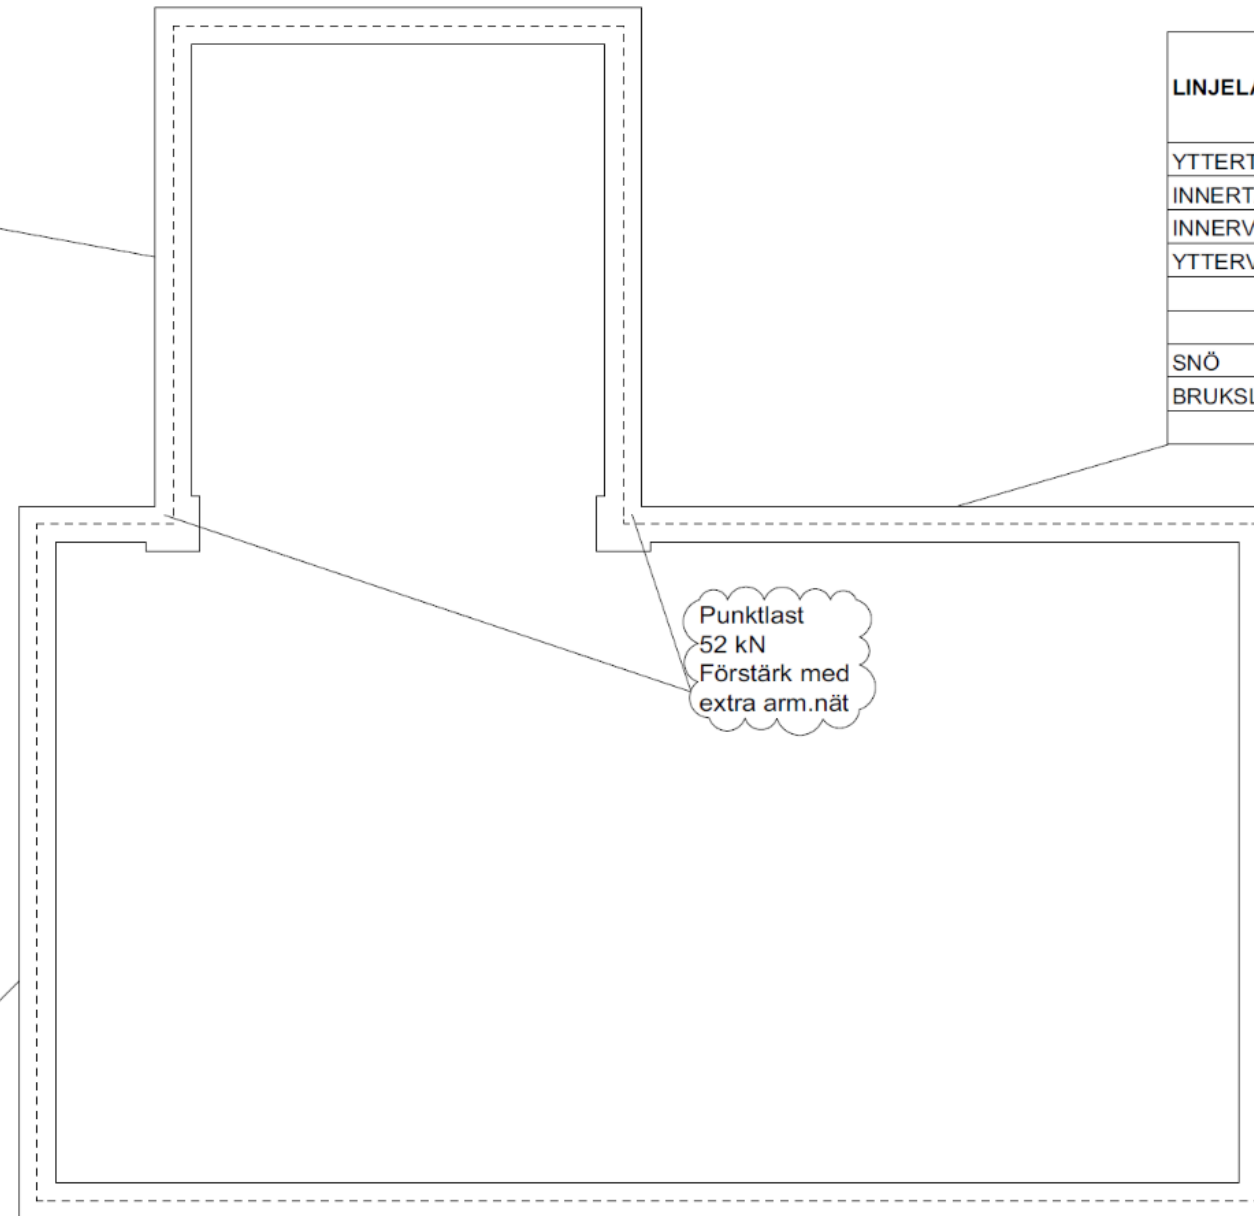 LINJELA
YTTERT
INNERT
INNERV
YTTERV
SNÖ
BRUKSL
Punktlast
52 kN
Förstärk med
extra arm.nät